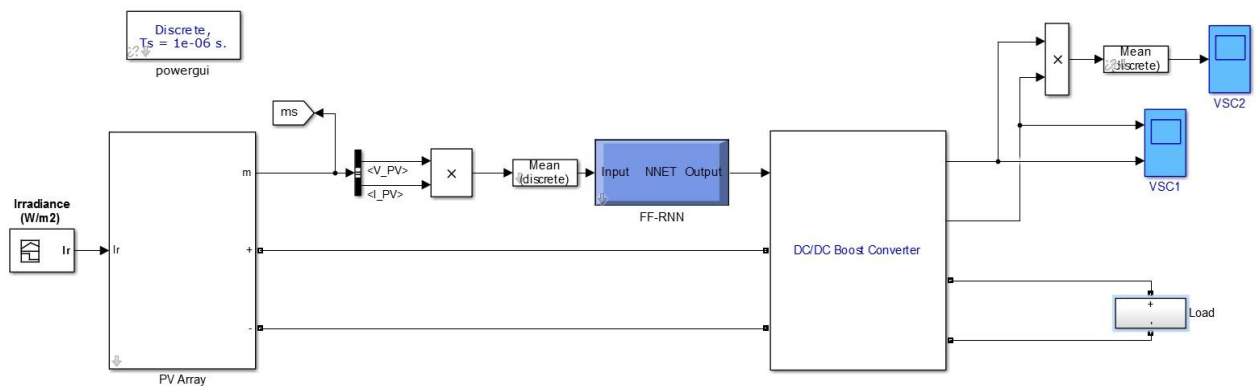 Discrete,
Ts = 1e-06 s.
powergui
Mean
(discrete)
VSC2
ms
VSC1
m
<V_PV>
<I_PV>
×
Mean
(discrete)
Input NNET Output
FF-RNN
×
Irradiance
(W/m2)
Ir
Ir
+
-
PV Array
DC/DC Boost Converter
+
-
Load